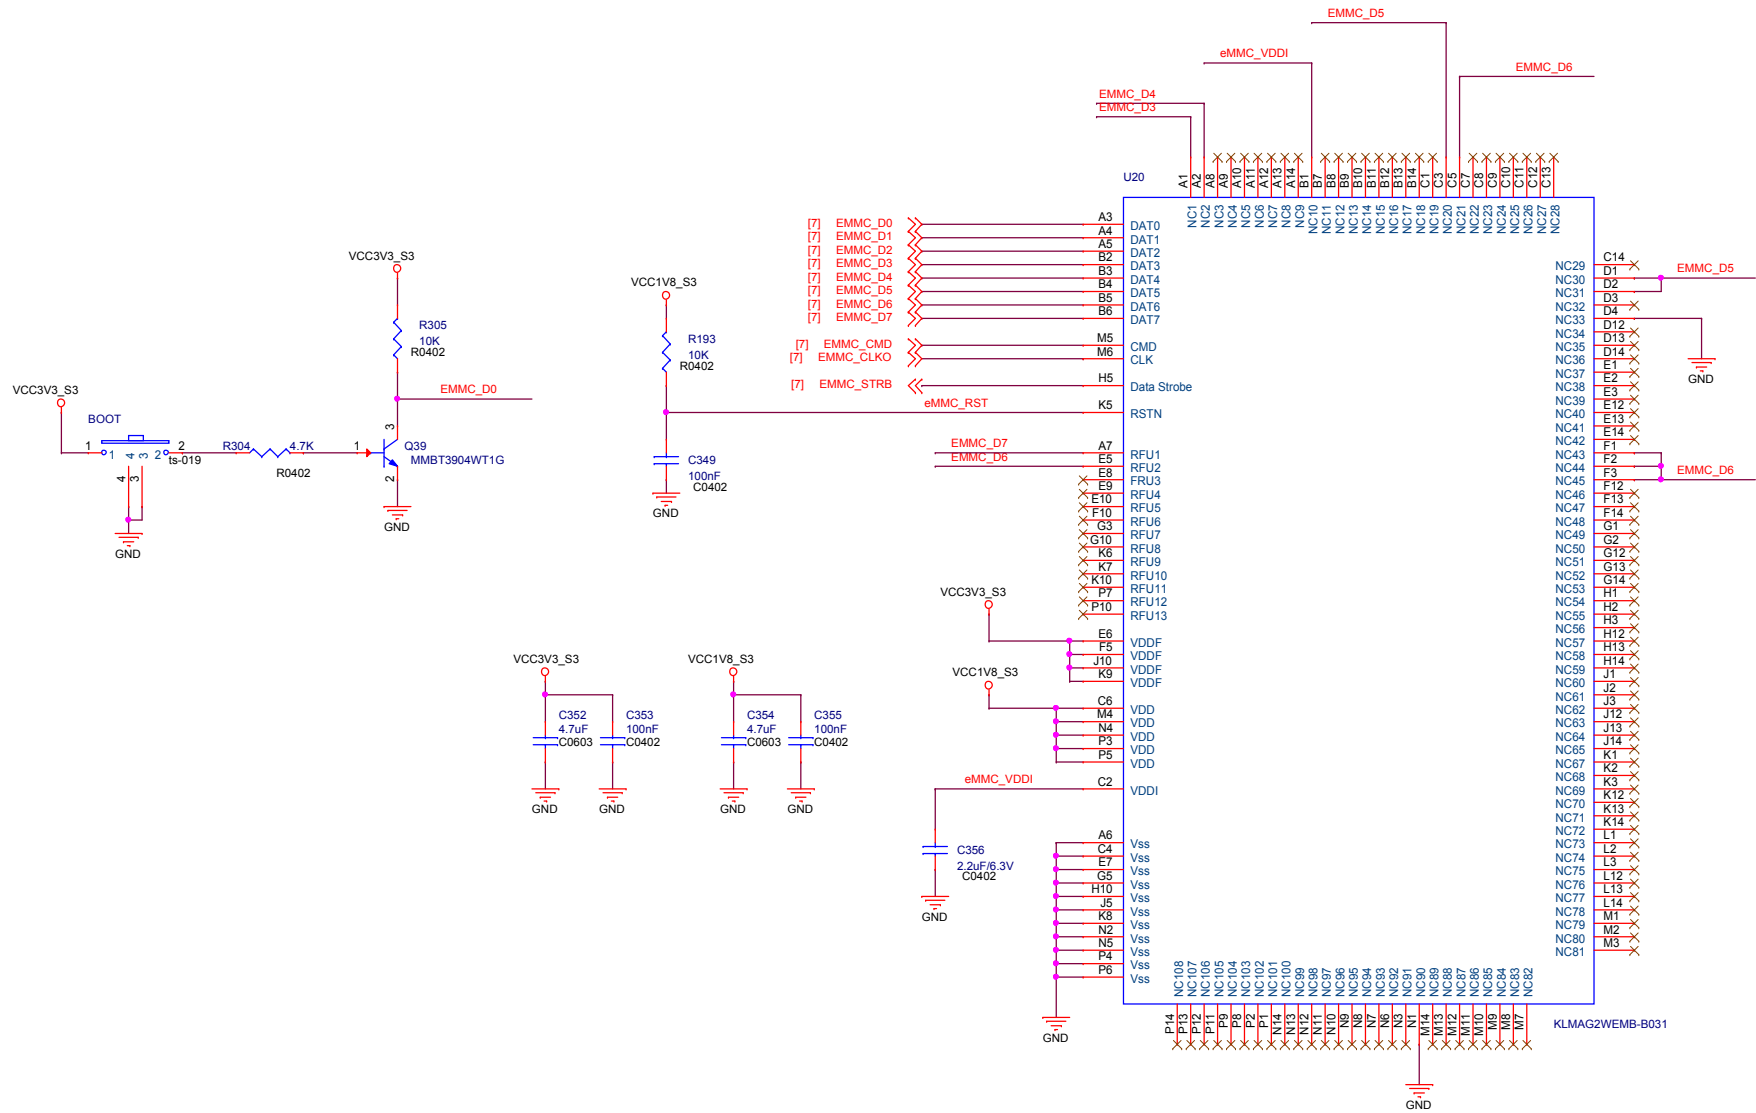 EMMC_D5
eMMC_VDDI
EMMC_D6
EMMC_D4
EMMC_D3
U20
A1 A2 A8 A9 A10 A11 A12 A13 A14 B1 B7 B8 B9 B10 B11 B12 B13 B14 C1 C3 C5 C7 C8 C9 C10 C11 C12 C13
NC1 NC2 NC3 NC4 NC5 NC6 NC7 NC8 NC9 NC10 NC11 NC12 NC13 NC14 NC15 NC16 NC17 NC18 NC19 NC20 NC21 NC22 NC23 NC24 NC25 NC26 NC27 NC28
[7] EMMC_D0 A3 DAT0
[7] EMMC_D1 A4 DAT1
[7] EMMC_D2 A5 DAT2
[7] EMMC_D3 B2 DAT3
[7] EMMC_D4 B3 DAT4
[7] EMMC_D5 B4 DAT5
[7] EMMC_D6 B5 DAT6
[7] EMMC_D7 B6 DAT7
[7] EMMC_CMD M5 CMD
[7] EMMC_CLKO M6 CLK
[7] EMMC_STRB H5 Data Strobe
eMMC_RST K5 RSTN
EMMC_D7 A7 RFU1
EMMC_D6 E5 RFU2
E8 FRU3
E9 RFU4
E10 RFU5
F10 RFU6
G3 RFU7
G10 RFU8
K6 RFU9
K7 RFU10
K10 RFU11
P7 RFU12
P10 RFU13
VCC3V3_S3
E6 VDDF
F5 VDDF
J10 VDDF
K9 VDDF
VCC1V8_S3
C6 VDD
M4 VDD
N4 VDD
P3 VDD
P5 VDD
eMMC_VDDI C2 VDDI
C356
2.2uF/6.3V
C0402
GND
A6 Vss
C4 Vss
E7 Vss
G5 Vss
H10 Vss
J5 Vss
K8 Vss
N2 Vss
N5 Vss
P4 Vss
P6 Vss
GND
NC29 C14
NC30 D1 EMMC_D5
NC31 D2
NC32 D3
NC33 D4
GND
NC34 D12
NC35 D13
NC36 D14
NC37 E1
NC38 E2
NC39 E3
NC40 E12
NC41 E13
NC42 E14
NC43 F1
NC44 F2
NC45 F3 EMMC_D6
NC46 F12
NC47 F13
NC48 F14
NC49 G1
NC50 G2
NC51 G12
NC52 G13
NC53 G14
NC54 H1
NC55 H2
NC56 H3
NC57 H12
NC58 H13
NC59 H14
NC60 J1
NC61 J2
NC62 J3
NC63 J12
NC64 J13
NC65 J14
NC67 K1
NC68 K2
NC69 K3
NC70 K12
NC71 K13
NC72 K14
NC73 L1
NC74 L2
NC75 L3
NC76 L12
NC77 L13
NC78 L14
NC79 M1
NC80 M2
NC81 M3
NC108 NC107 NC106 NC105 NC104 NC103 NC102 NC101 NC100 NC99 NC98 NC97 NC96 NC95 NC94 NC93 NC92 NC91 NC90 NC89 NC88 NC87 NC86 NC85 NC84 NC83 NC82
P14 P13 P12 P11 P9 P8 P2 P1 N14 N13 N12 N11 N10 N9 N8 N7 N6 N3 N1 M14 M13 M12 M11 M10 M9 M8 M7
KLMAG2WEMB-B031
GND
VCC3V3_S3
R305
10K
R0402
EMMC_D0
VCC3V3_S3
BOOT
1 1 4 3 2 2
ts-019
4 3
GND
R304 4.7K
R0402
1 3 2
Q39
MMBT3904WT1G
GND
VCC1V8_S3
R193
10K
R0402
C349
100nF
C0402
GND
VCC3V3_S3
C352
4.7uF
C0603
C353
100nF
C0402
GND GND
VCC1V8_S3
C354
4.7uF
C0603
C355
100nF
C0402
GND GND